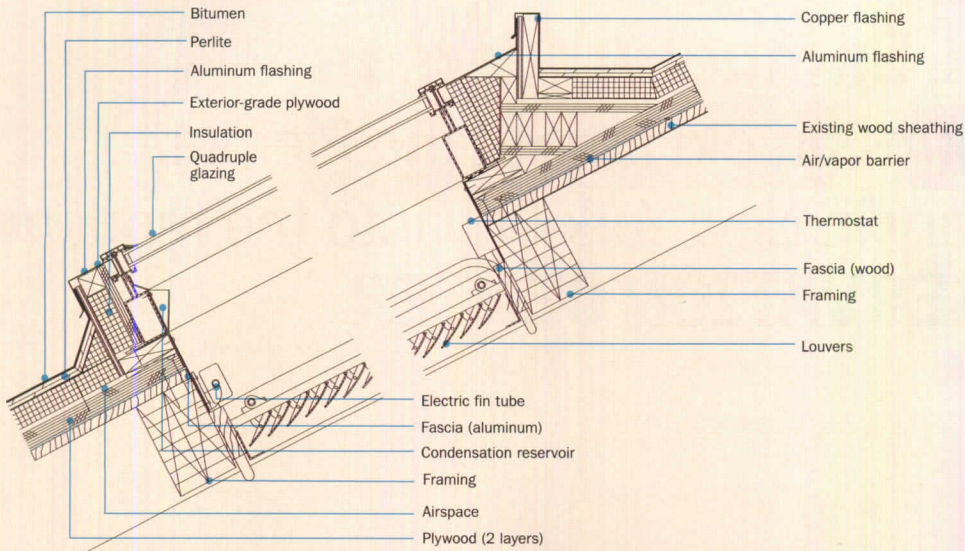 Bitumen
Perlite
Aluminum flashing
Exterior-grade plywood
Insulation
Quadruple
glazing
Copper flashing
Aluminum flashing
Existing wood sheathing
Air/vapor barrier
Thermostat
Fascia (wood)
Framing
Louvers
Electric fin tube
Fascia (aluminum)
Condensation reservoir
Framing
Airspace
Plywood (2 layers)